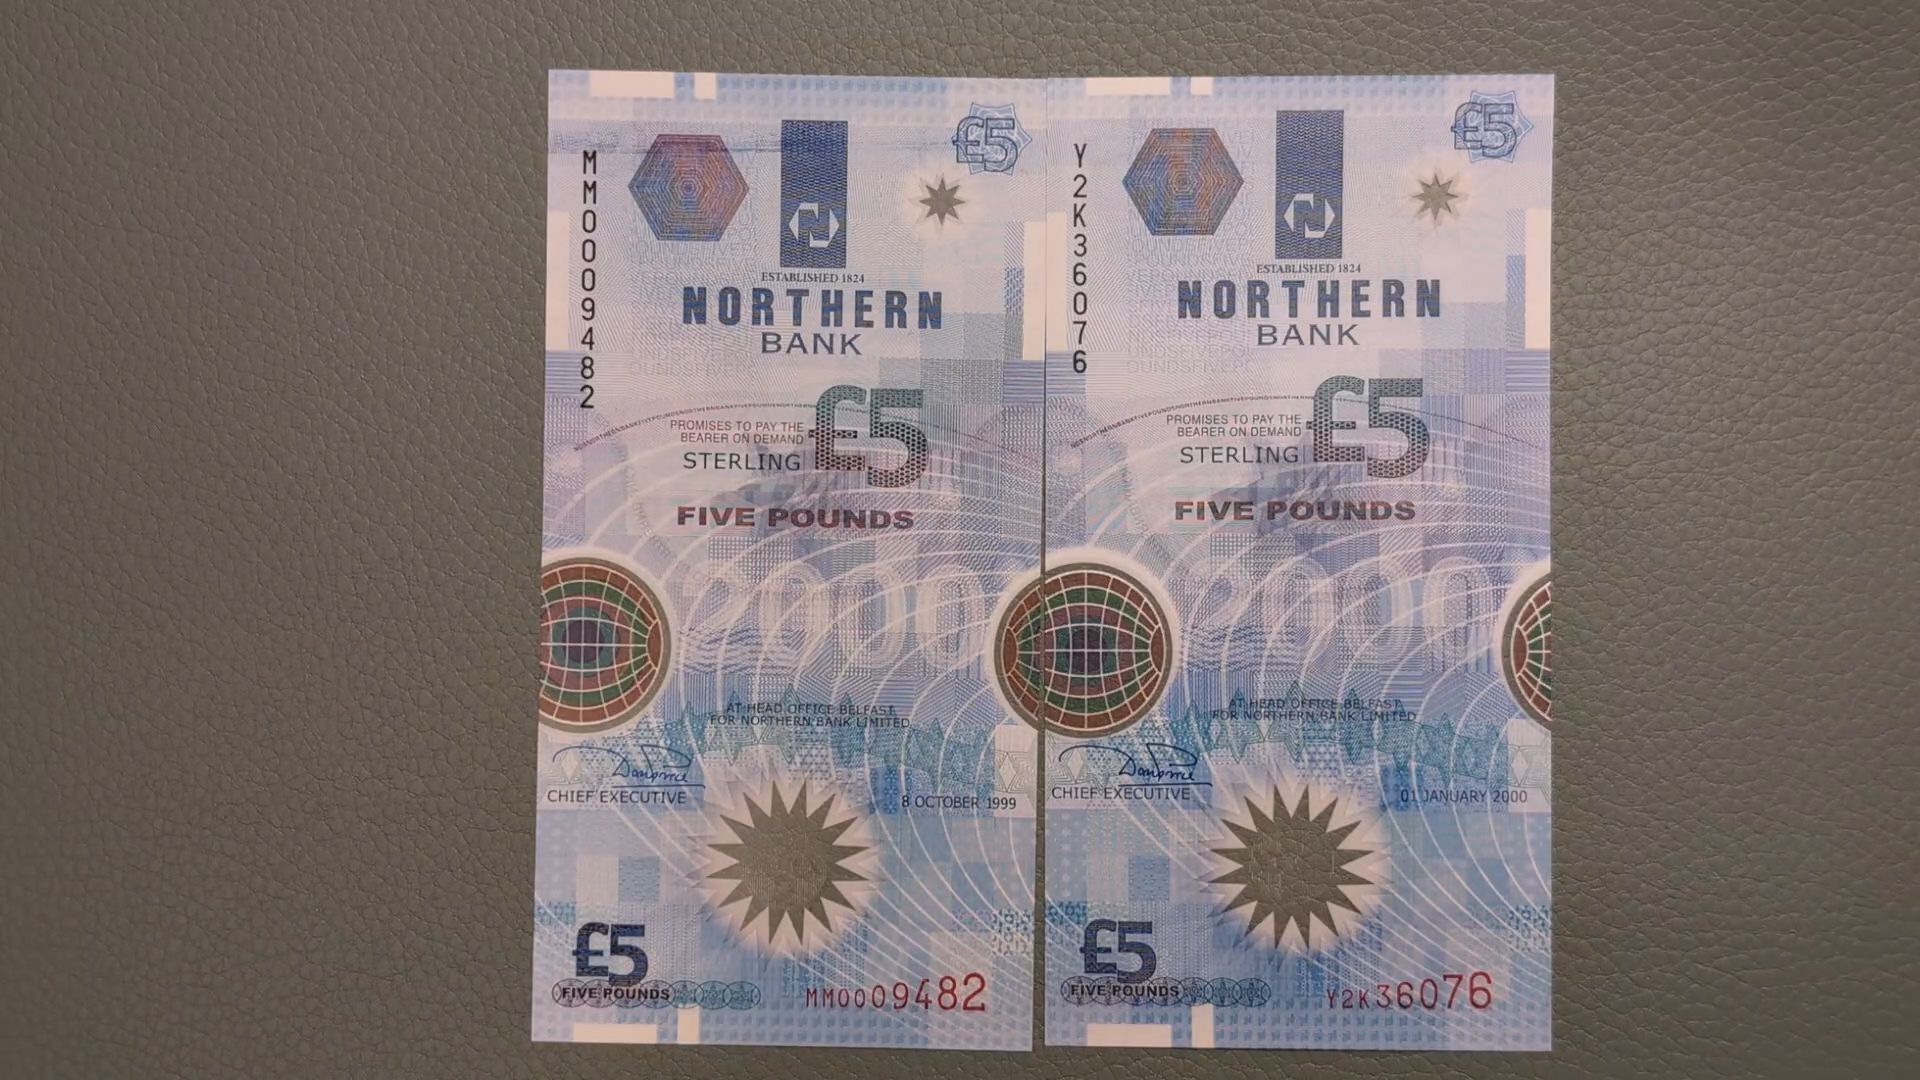 MM0009482
£5
ESTABLISHED 1824
NORTHERN
BANK
PROMISES TO PAY THE
BEARER ON DEMAND
£5
STERLING
FIVE POUNDS
2000
AT HEAD OFFICE BELFAST
FOR NORTHERN BANK LIMITED
CHIEF EXECUTIVE
8 OCTOBER 1999
£5
FIVE POUNDS
MM0009482
Y2K36076
£5
ESTABLISHED 1824
NORTHERN
BANK
PROMISES TO PAY THE
BEARER ON DEMAND
£5
STERLING
FIVE POUNDS
2000
AT HEAD OFFICE BELFAST
FOR NORTHERN BANK LIMITED
CHIEF EXECUTIVE
01 JANUARY 2000
£5
FIVE POUNDS
Y2K36076